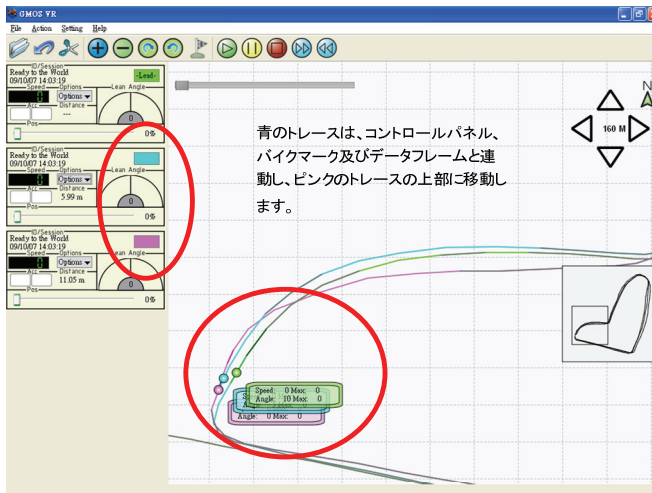 GMOS VR
File Action Setting Help
ID/Session
Ready to the World
09/10/07 14:03:19
-Lead-
Speed Options Lean Angle
0 Options
Acc Distance
--- 0
Pos
0%
ID/Session
Ready to the World
09/10/07 14:03:19
Speed Options Lean Angle
0 Options
Acc Distance
5.99 m 0
Pos
0%
ID/Session
Ready to the World
09/10/07 14:03:19
Speed Options Lean Angle
0 Options
Acc Distance
11.05 m 0
Pos
0%
N
160 M
青のトレースは、コントロールパネル、
バイクマーク及びデータフレームと連
動し、ピンクのトレースの上部に移動し
ます。
Speed: 0 Max: 0
Angle: 10 Max: 0
Angle: 0 Max: 0